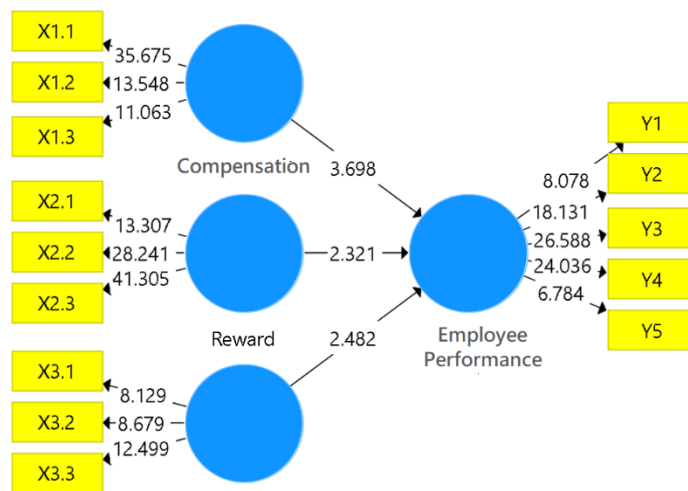 X1.1
35.675
X1.2
13.548
11.063
X1.3
Compensation
3.698
Y1
8.078
Y2
18.131
X2.1
13.307
Y3
26.588
X2.2
28.241
2.321
24.036
Y4
X2.3
41.305
6.784
Y5
Reward
2.482
Employee
Performance
X3.1
8.129
X3.2
8.679
12.499
X3.3